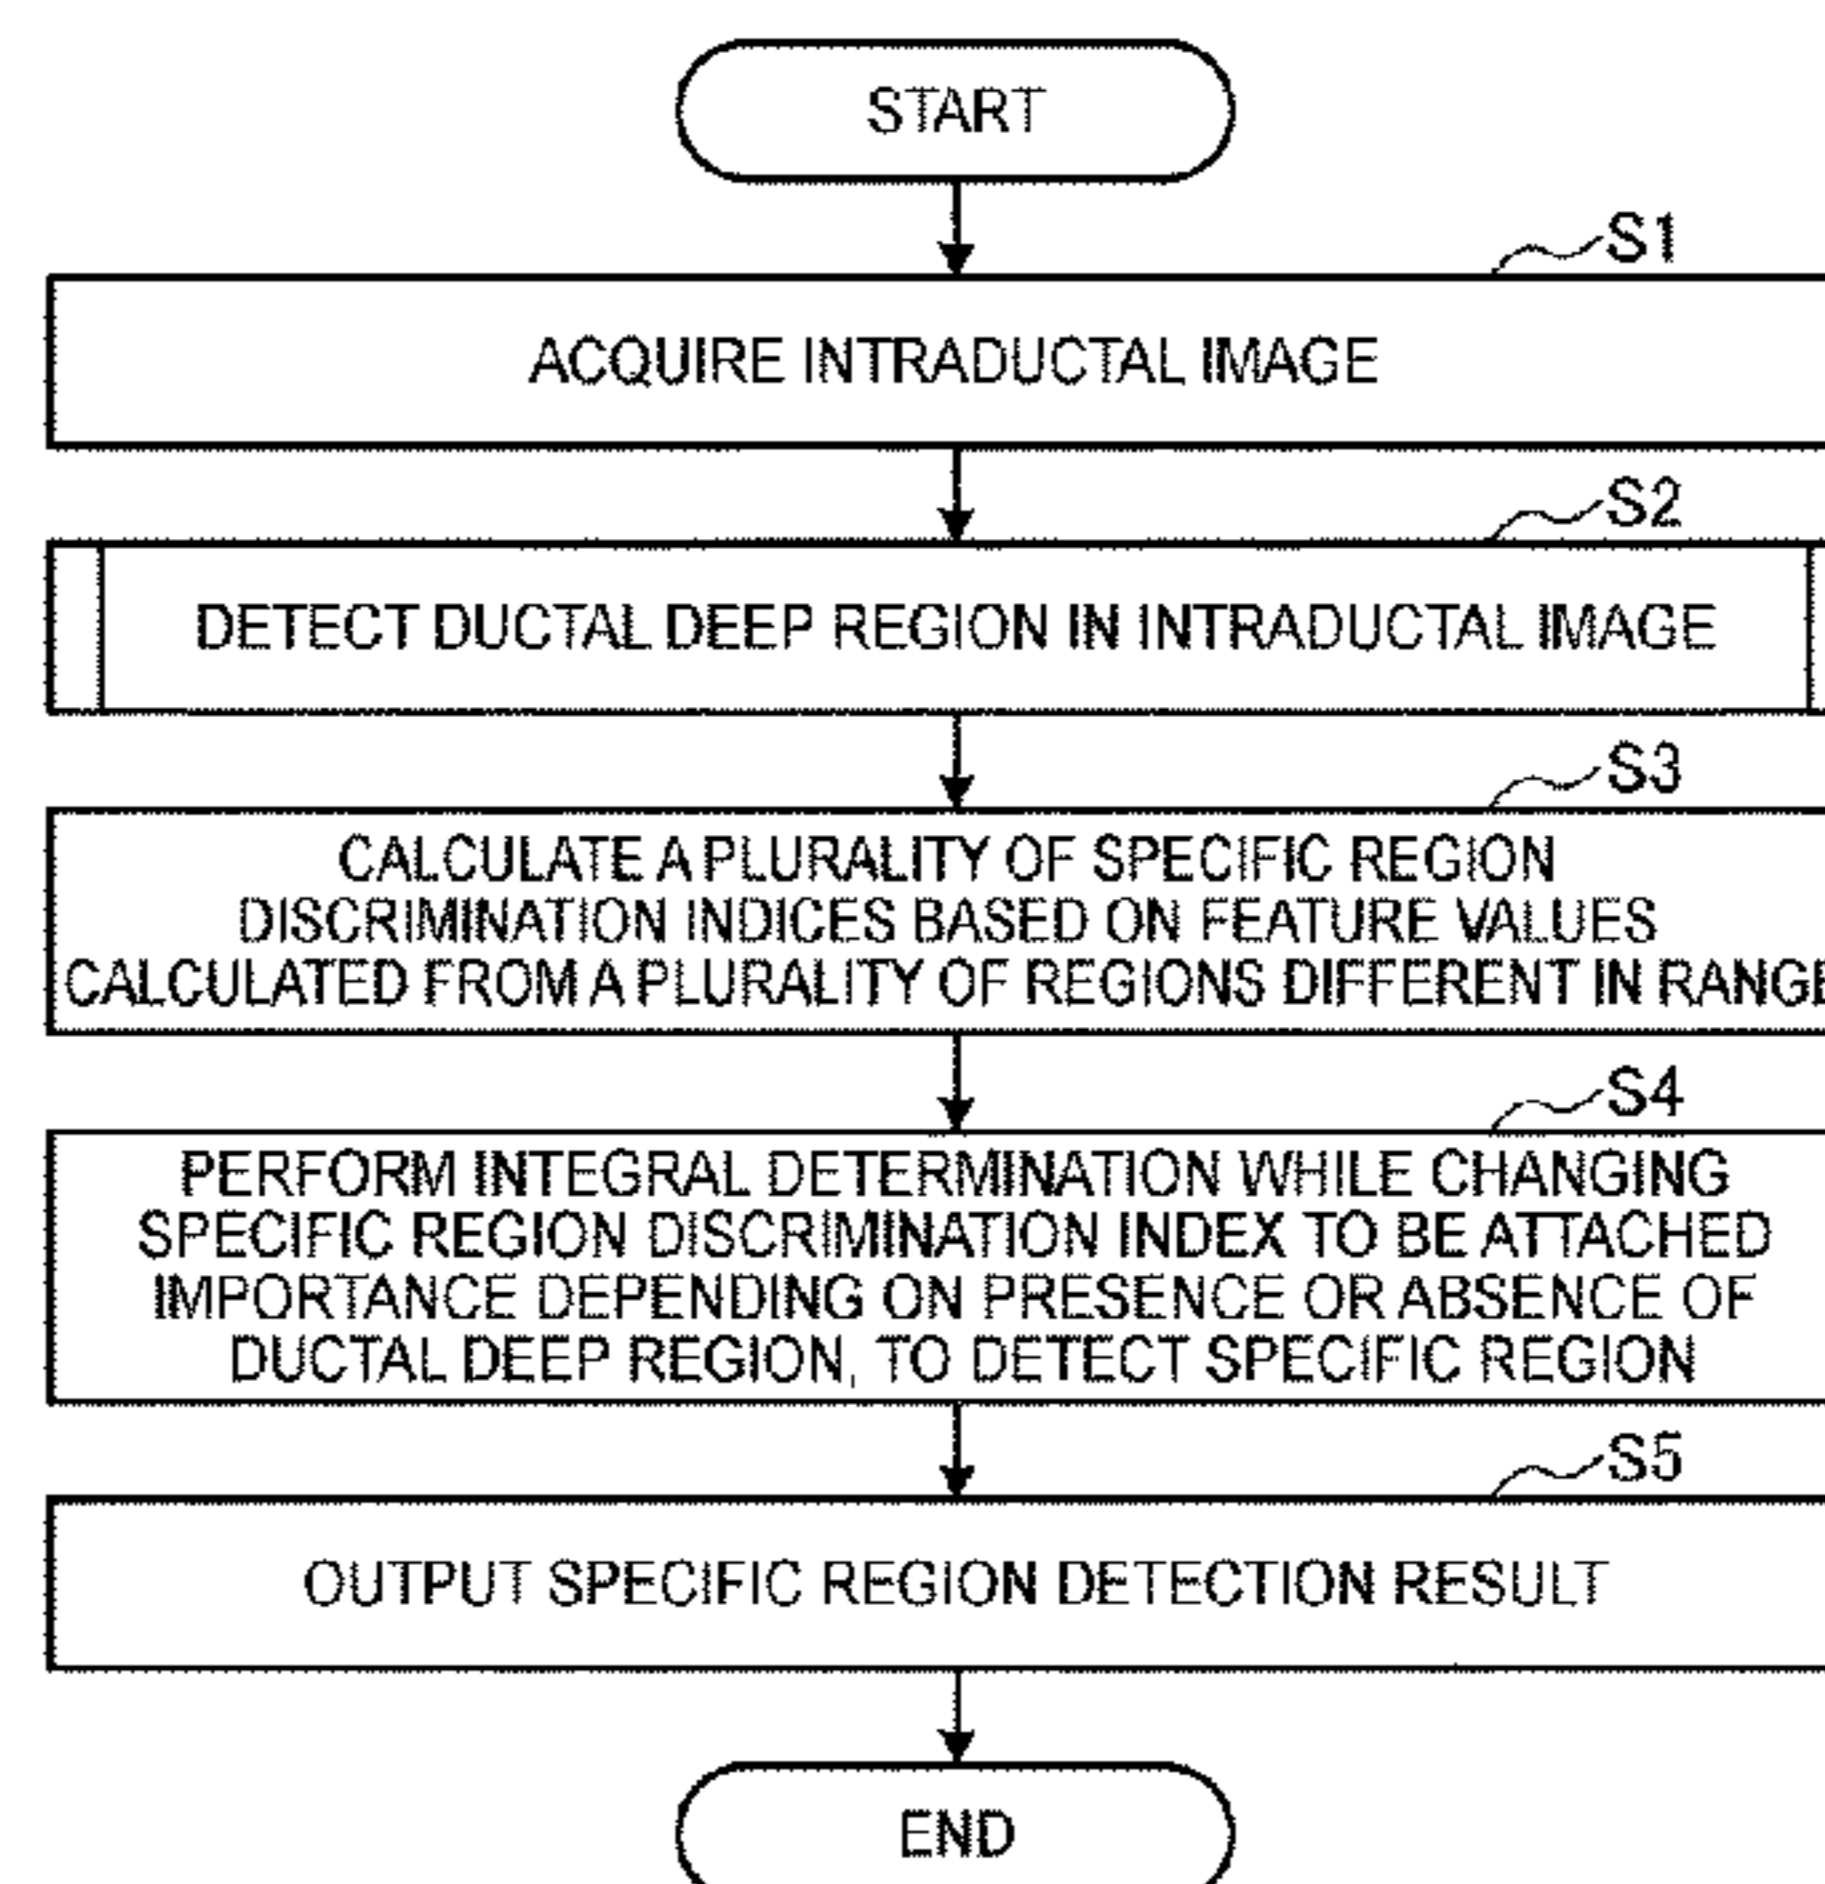 START
S1
ACQUIRE INTRADUCTAL IMAGE
S2
DETECT DUCTAL DEEP REGION IN INTRADUCTAL IMAGE
S3
CALCULATE A PLURALITY OF SPECIFIC REGION
DISCRIMINATION INDICES BASED ON FEATURE VALUES
CALCULATED FROM A PLURALITY OF REGIONS DIFFERENT IN RANGE
S4
PERFORM INTEGRAL DETERMINATION WHILE CHANGING
SPECIFIC REGION DISCRIMINATION INDEX TO BE ATTACHED
IMPORTANCE DEPENDING ON PRESENCE OR ABSENCE OF
DUCTAL DEEP REGION, TO DETECT SPECIFIC REGION
S5
OUTPUT SPECIFIC REGION DETECTION RESULT
END